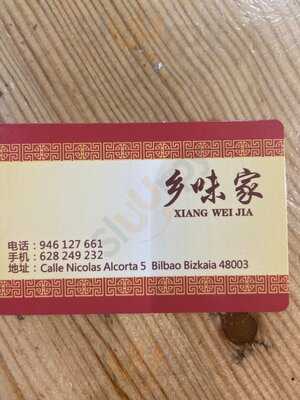 乡味家
XIANG WEI JIA
电话：946 127 661
手机：628 249 232
地址：Calle Nicolas Alcorta 5 Bilbao Bizkaia 48003